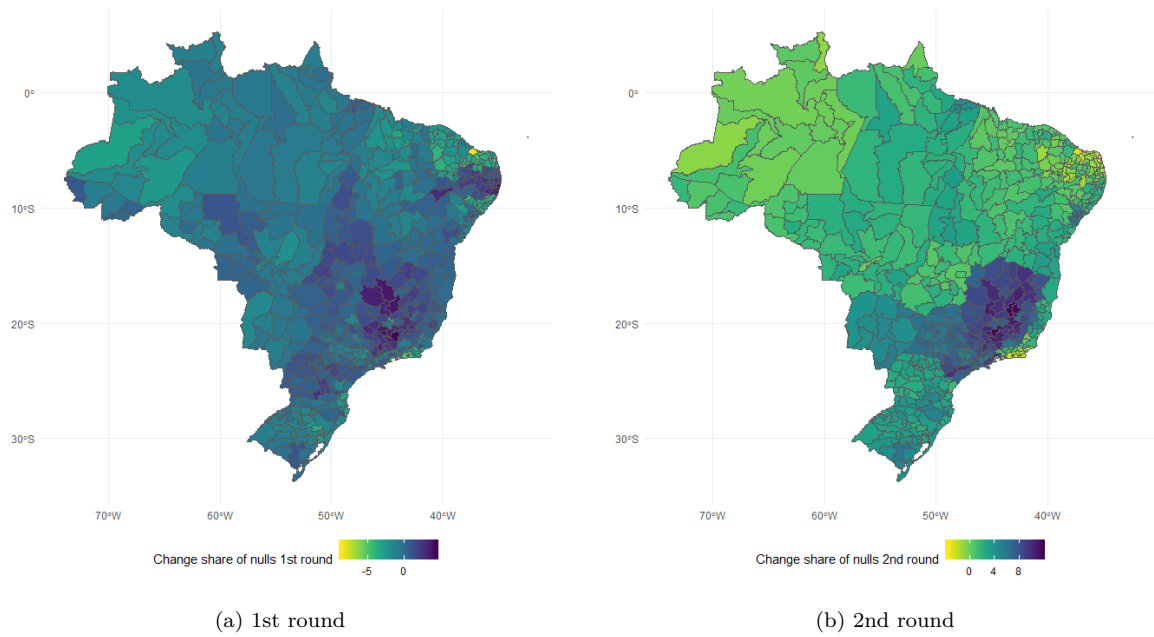 0°
10°S
20°S
30°S
70°W 60°W 50°W 40°W
Change share of nulls 1st round
-5 0
(a) 1st round
0°
10°S
20°S
30°S
70°W 60°W 50°W 40°W
Change share of nulls 2nd round
0 4 8
(b) 2nd round